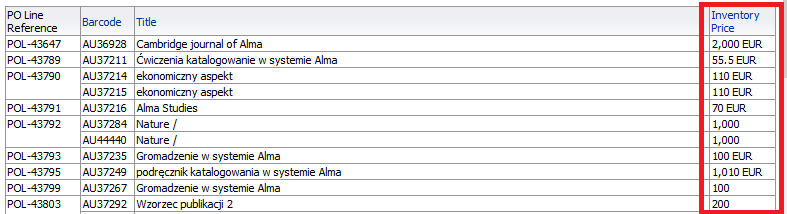 PO Line Reference Barcode Title Inventory Price
POL-43647 AU36928 Cambridge journal of Alma 2,000 EUR
POL-43789 AU37211 Ćwiczenia katalogowanie w systemie Alma 55.5 EUR
POL-43790 AU37214 ekonomiczny aspekt 110 EUR
AU37215 ekonomiczny aspekt 110 EUR
POL-43791 AU37216 Alma Studies 70 EUR
POL-43792 AU37284 Nature / 1,000
AU44440 Nature / 1,000
POL-43793 AU37235 Gromadzenie w systemie Alma 100 EUR
POL-43795 AU37249 podręcznik katalogowania w systemie Alma 1,010 EUR
POL-43799 AU37267 Gromadzenie w systemie Alma 100
POL-43803 AU37292 Wzorzec publikacji 2 200